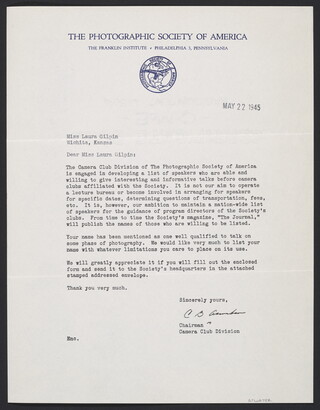 THE PHOTOGRAPHIC SOCIETY OF AMERICA
THE FRANKLIN INSTITUTE • PHILADELPHIA 3, PENNSYLVANIA
MAY 22 1945
Miss Laura Gilpin
Wichita, Kansas
Dear Miss Laura Gilpin:
The Camera Club Division of The Photographic Society of America
is engaged in developing a list of speakers who are able and
willing to give interesting and informative talks before camera
clubs affiliated with the Society. It is not our aim to operate
a lecture bureau or become involved in arranging for speakers
for specific dates, determining questions of transportation, fees,
etc. It is, however, our ambition to maintain a nation-wide list
of speakers for the guidance of program directors of the Society's
clubs. From time to time the Society's magazine, "The Journal,"
will publish the names of those who are willing to be listed.
Your name has been mentioned as one well qualified to talk on
some phase of photography. We would like very much to list your
name with whatever limitations you care to place on its use.
We will greatly appreciate it if you will fill out the enclosed
form and send it to the Society's headquarters in the attached
stamped addressed envelope.
Thank you very much.
Sincerely yours,
C B
Chairman
Camera Club Division
Enc.